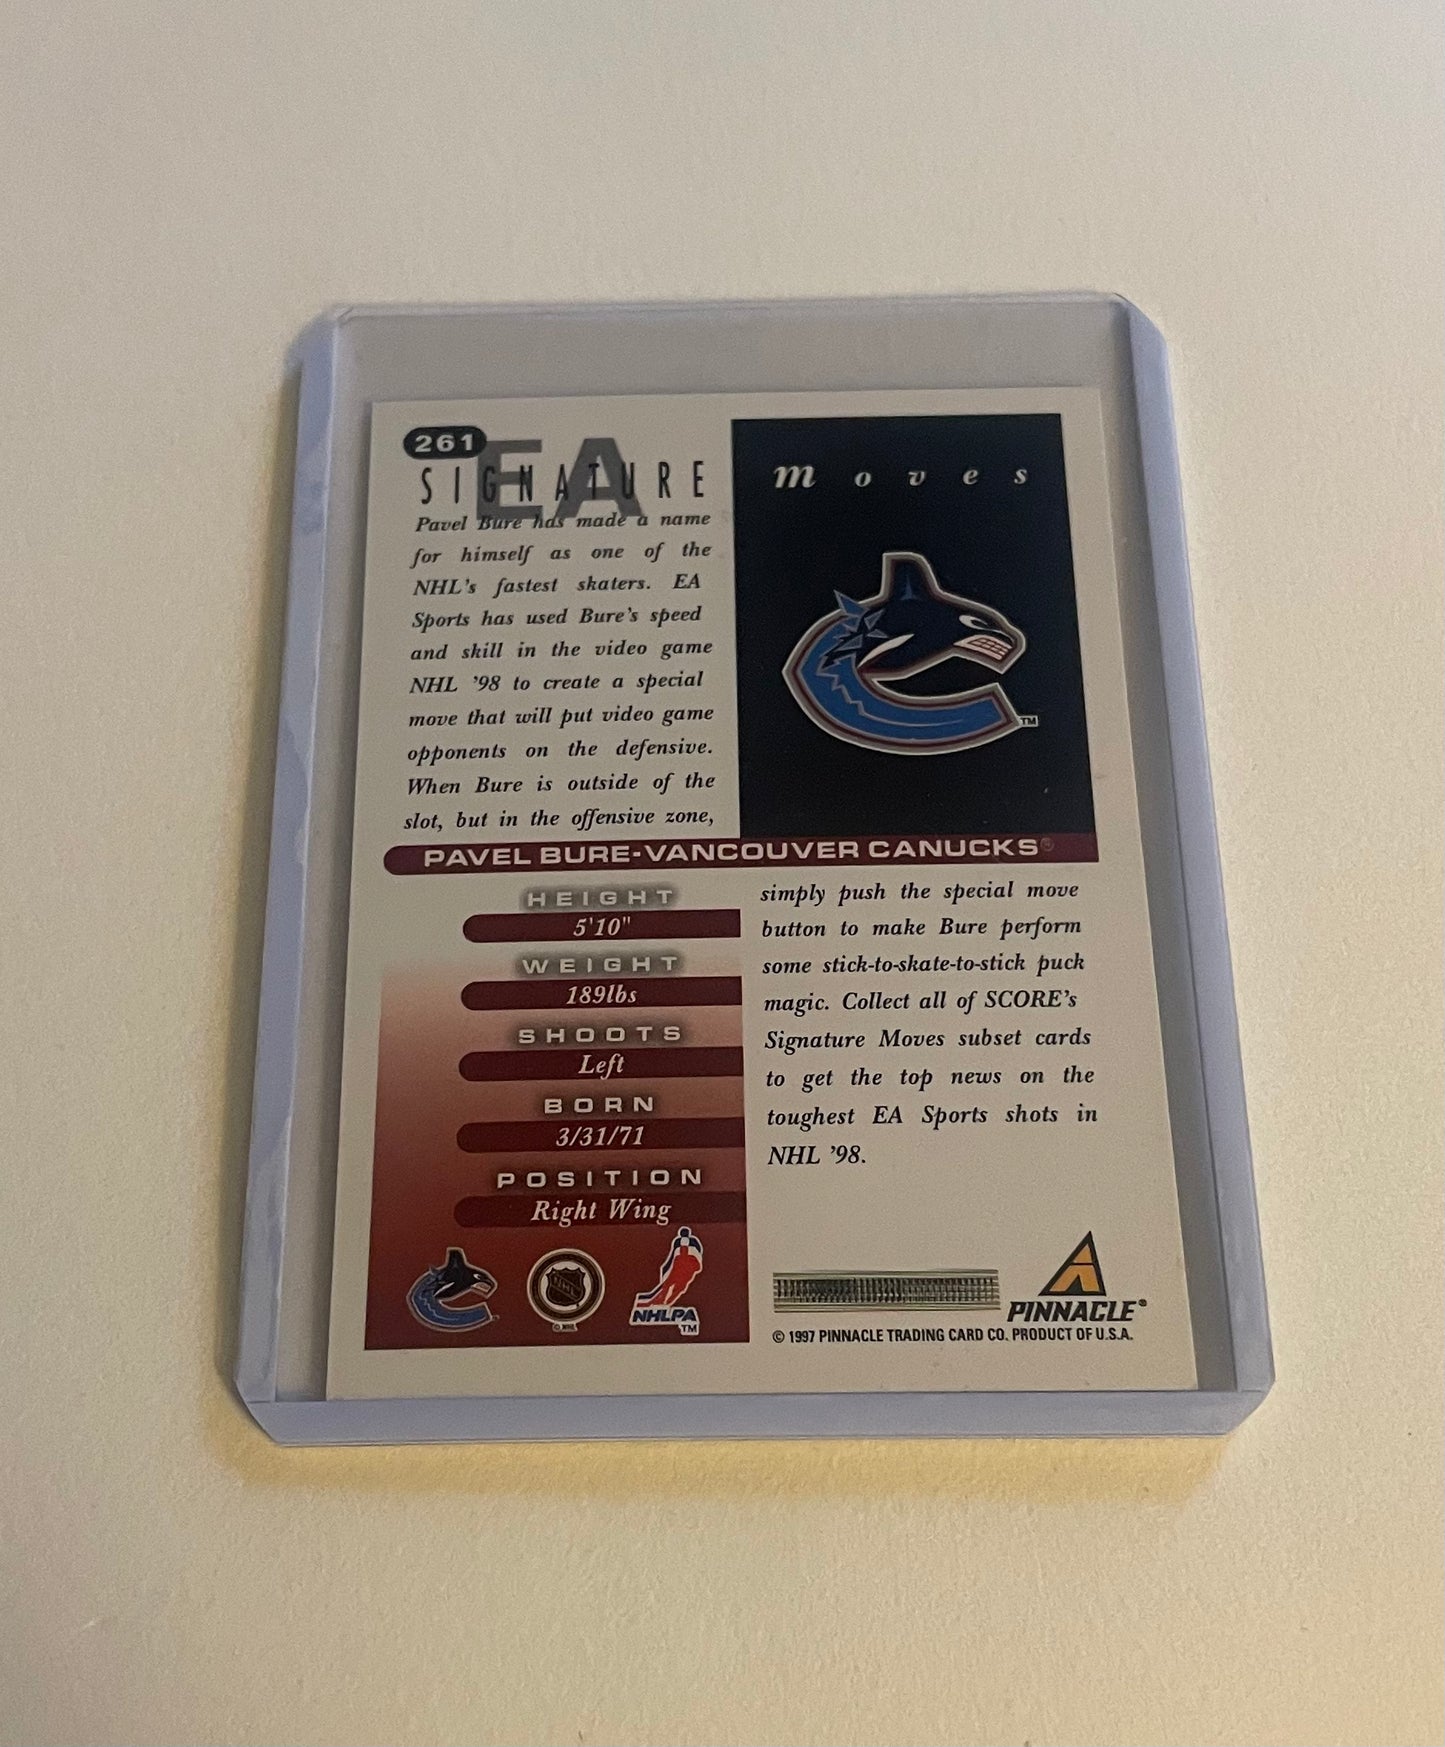 261
EA
SIGNATURE
Moves
Pavel Bure has made a name
for himself as one of the
NHL's fastest skaters. EA
Sports has used Bure's speed
and skill in the video game
NHL '98 to create a special
move that will put video game
opponents on the defensive.
When Bure is outside of the
slot, but in the offensive zone,
TM
PAVEL BURE-VANCOUVER CANUCKS®
simply push the special move
button to make Bure perform
some stick-to-skate-to-stick puck
magic. Collect all of SCORE's
Signature Moves subset cards
to get the top news on the
toughest EA Sports shots in
NHL '98.
HEIGHT
5'10"
WEIGHT
189lbs
SHOOTS
Left
BORN
3/31/71
POSITION
Right Wing
NHL
© NHL
NHLPA
TM
PINNACLE®
© 1997 PINNACLE TRADING CARD CO. PRODUCT OF U.S.A.